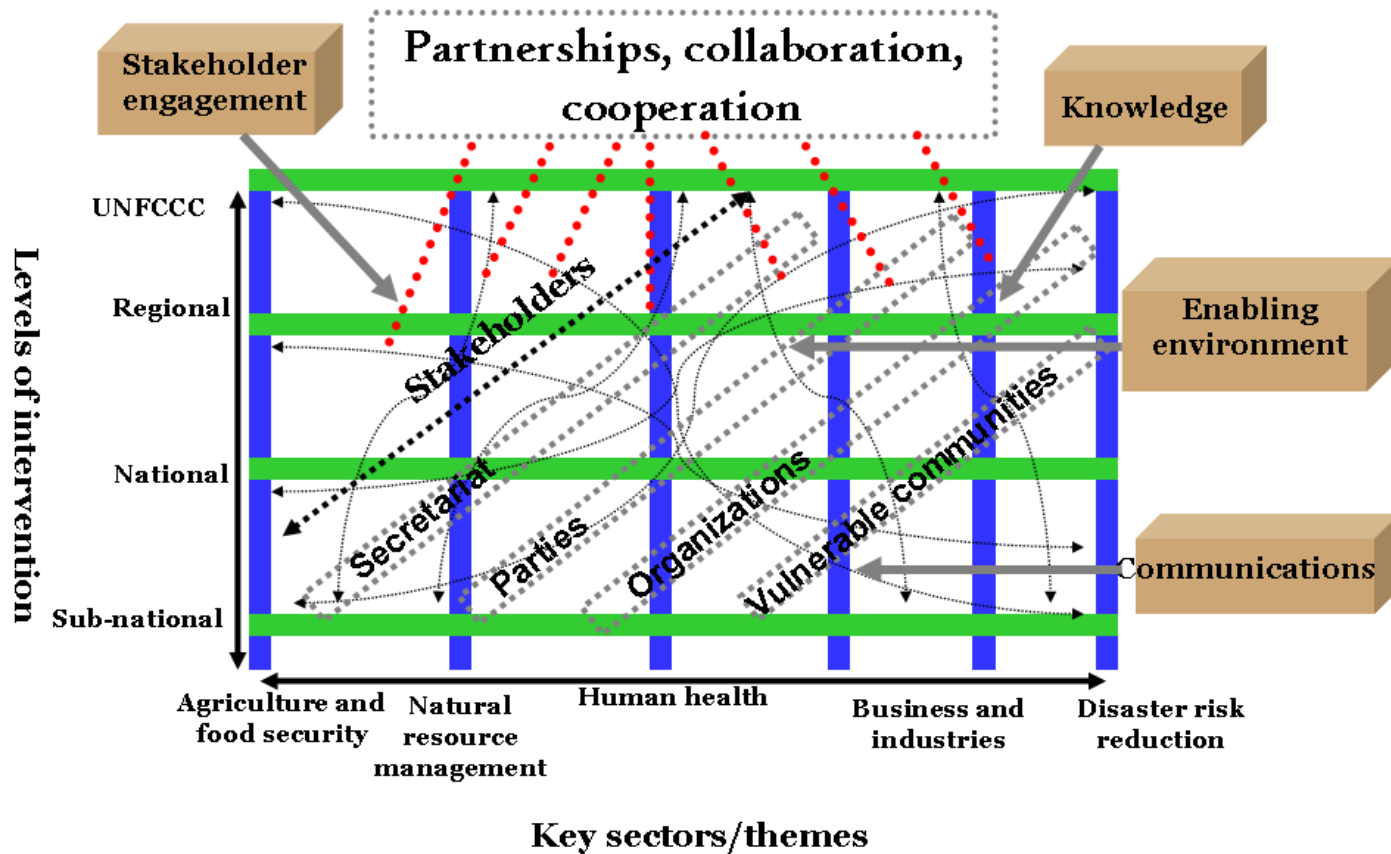 Partnerships, collaboration,
cooperation
Stakeholder
engagement
Knowledge
UNFCCC
Regional
National
Sub-national
Levels of intervention
Stakeholders
Secretariat
Parties
Organizations
Vulnerable communities
Enabling
environment
Communications
Agriculture and
food security
Natural
resource
management
Human health
Business and
industries
Disaster risk
reduction
Key sectors/themes